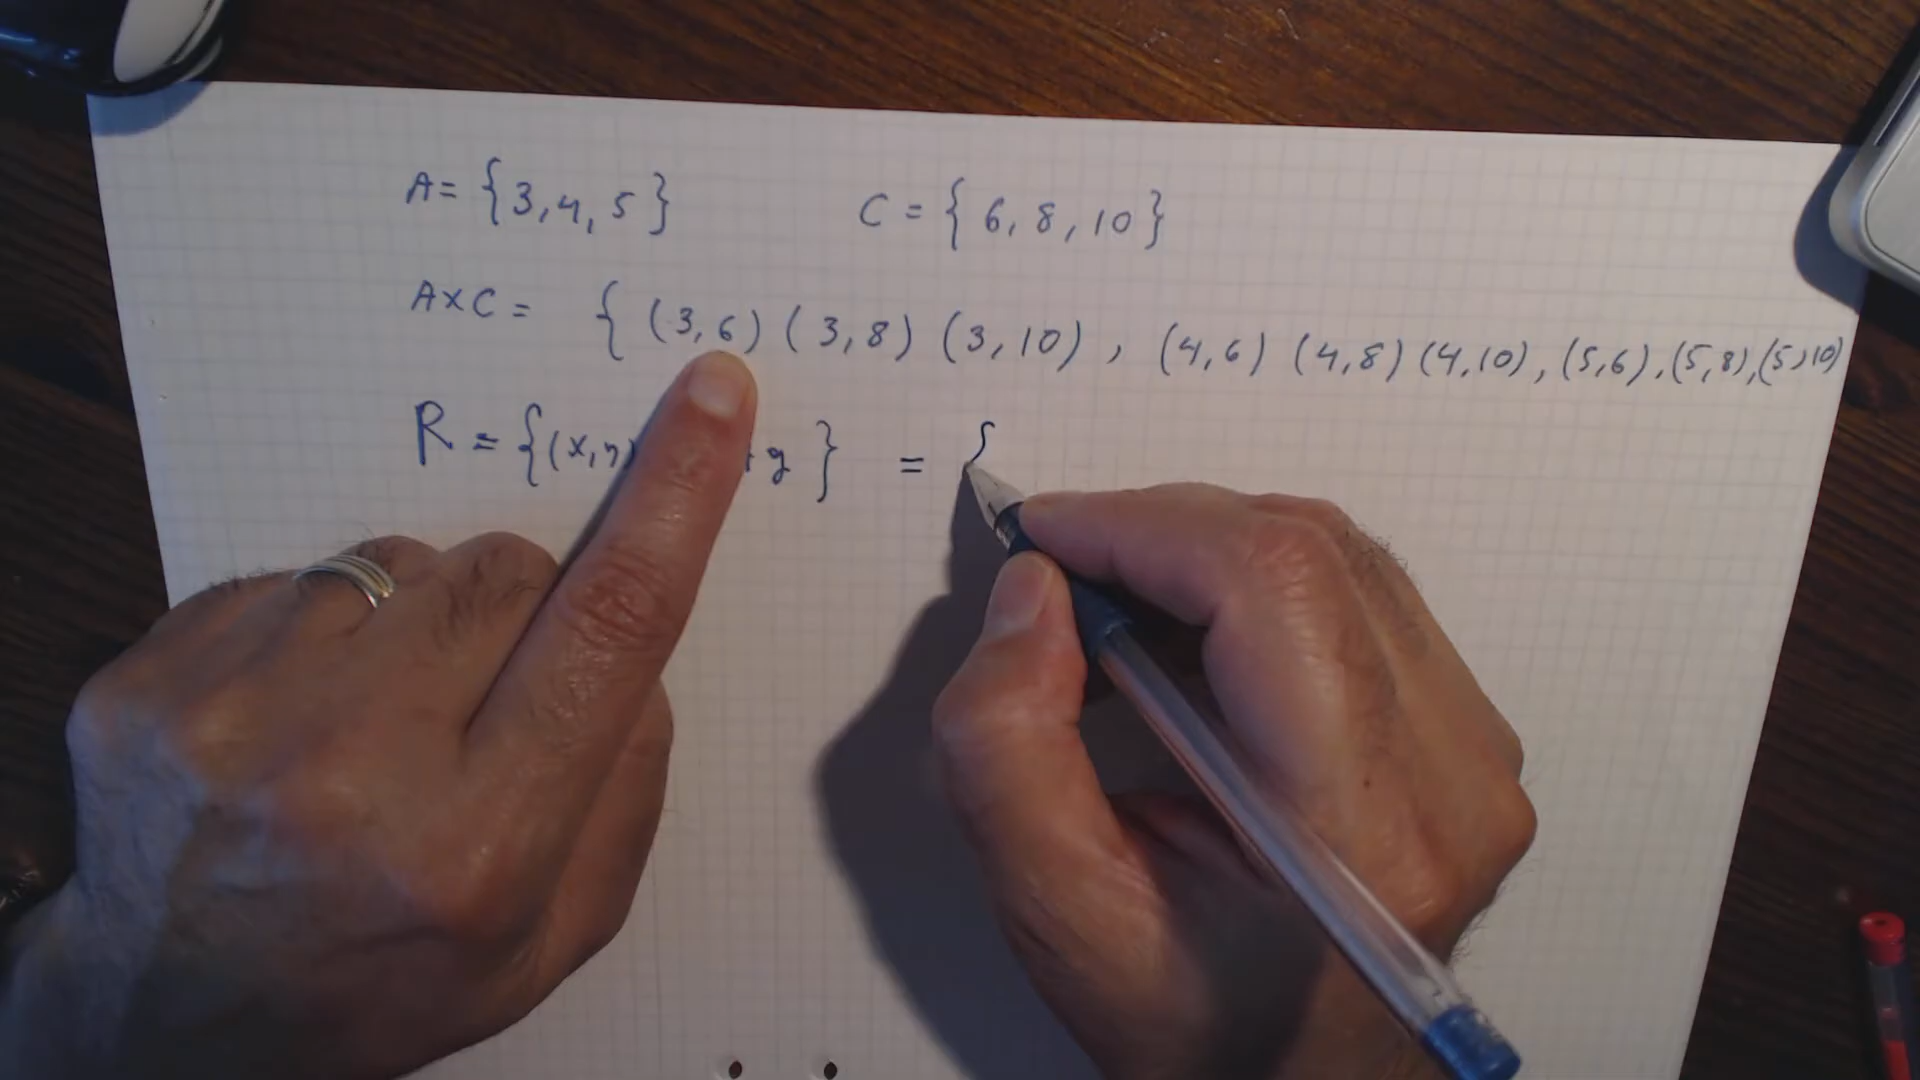 A = { 3, 4, 5 } C = { 6, 8, 10 }
A x C = { (3,6) (3,8) (3,10) , (4,6) (4,8) (4,10) , (5,6) , (5,8) , (5,10)
R = { (x,y) y } = {